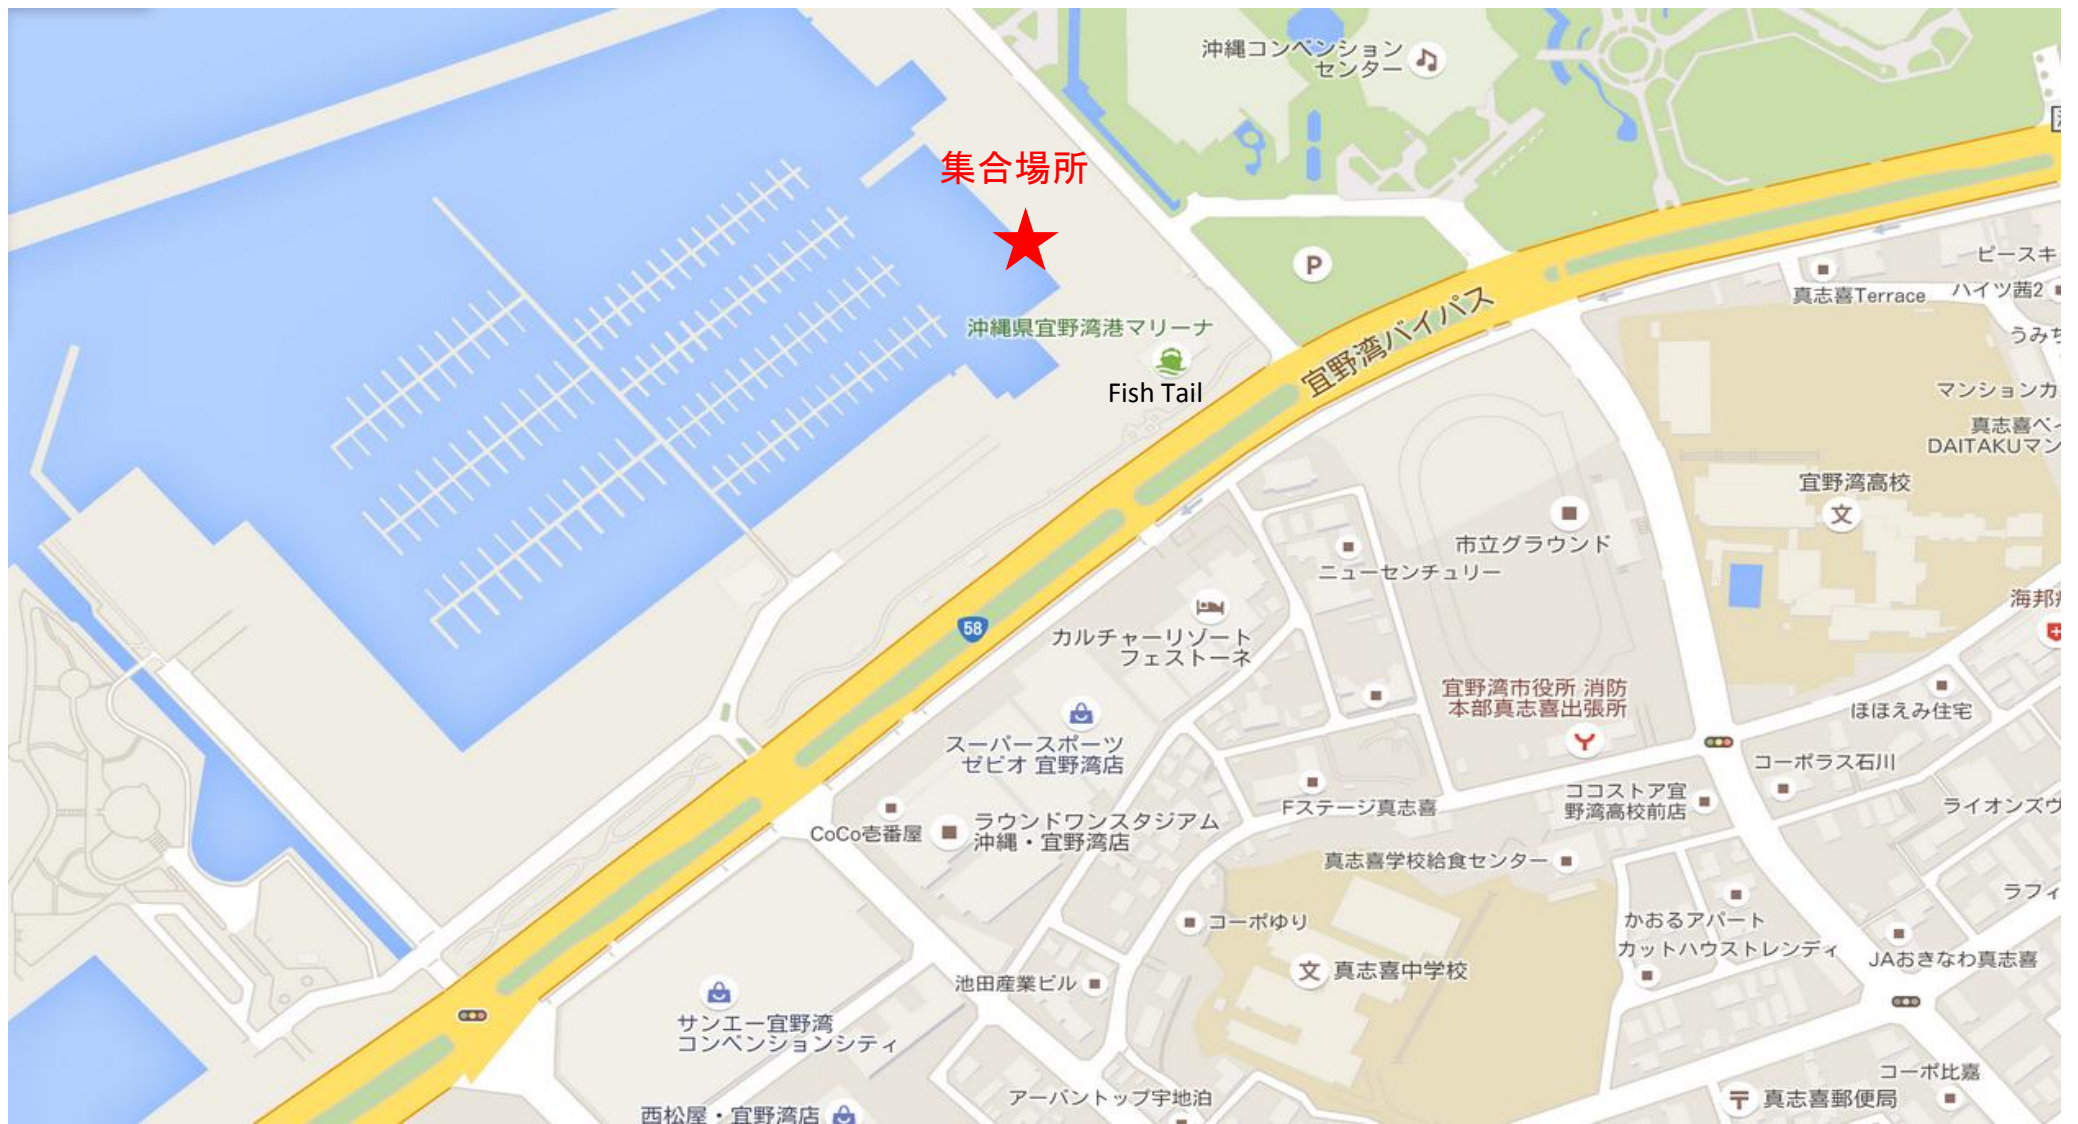 沖縄コンベンション
センター
集合場所
P
ピースキ
真志喜Terrace
ハイツ茜2
うみち
宜野湾バイパス
沖縄県宜野湾港マリーナ
Fish Tail
マンションカ
真志喜ベイ
DAITAKUマン
宜野湾高校
文
市立グラウンド
ニューセンチュリー
海邦
58
カルチャーリゾート
フェストーネ
宜野湾市役所 消防
本部真志喜出張所
ほほえみ住宅
スーパースポーツ
ゼビオ 宜野湾店
コーポラス石川
ココストア宜
野湾高校前店
Fステージ真志喜
ライオンズヴ
CoCo壱番屋
ラウンドワンスタジアム
沖縄・宜野湾店
真志喜学校給食センター
ラフィ
コーポゆり
かおるアパート
カットハウストレンディ
JAおきなわ真志喜
文 真志喜中学校
池田産業ビル
サンエー宜野湾
コンベンションシティ
コーポ比嘉
アーバントップ宇地泊
真志喜郵便局
西松屋・宜野湾店